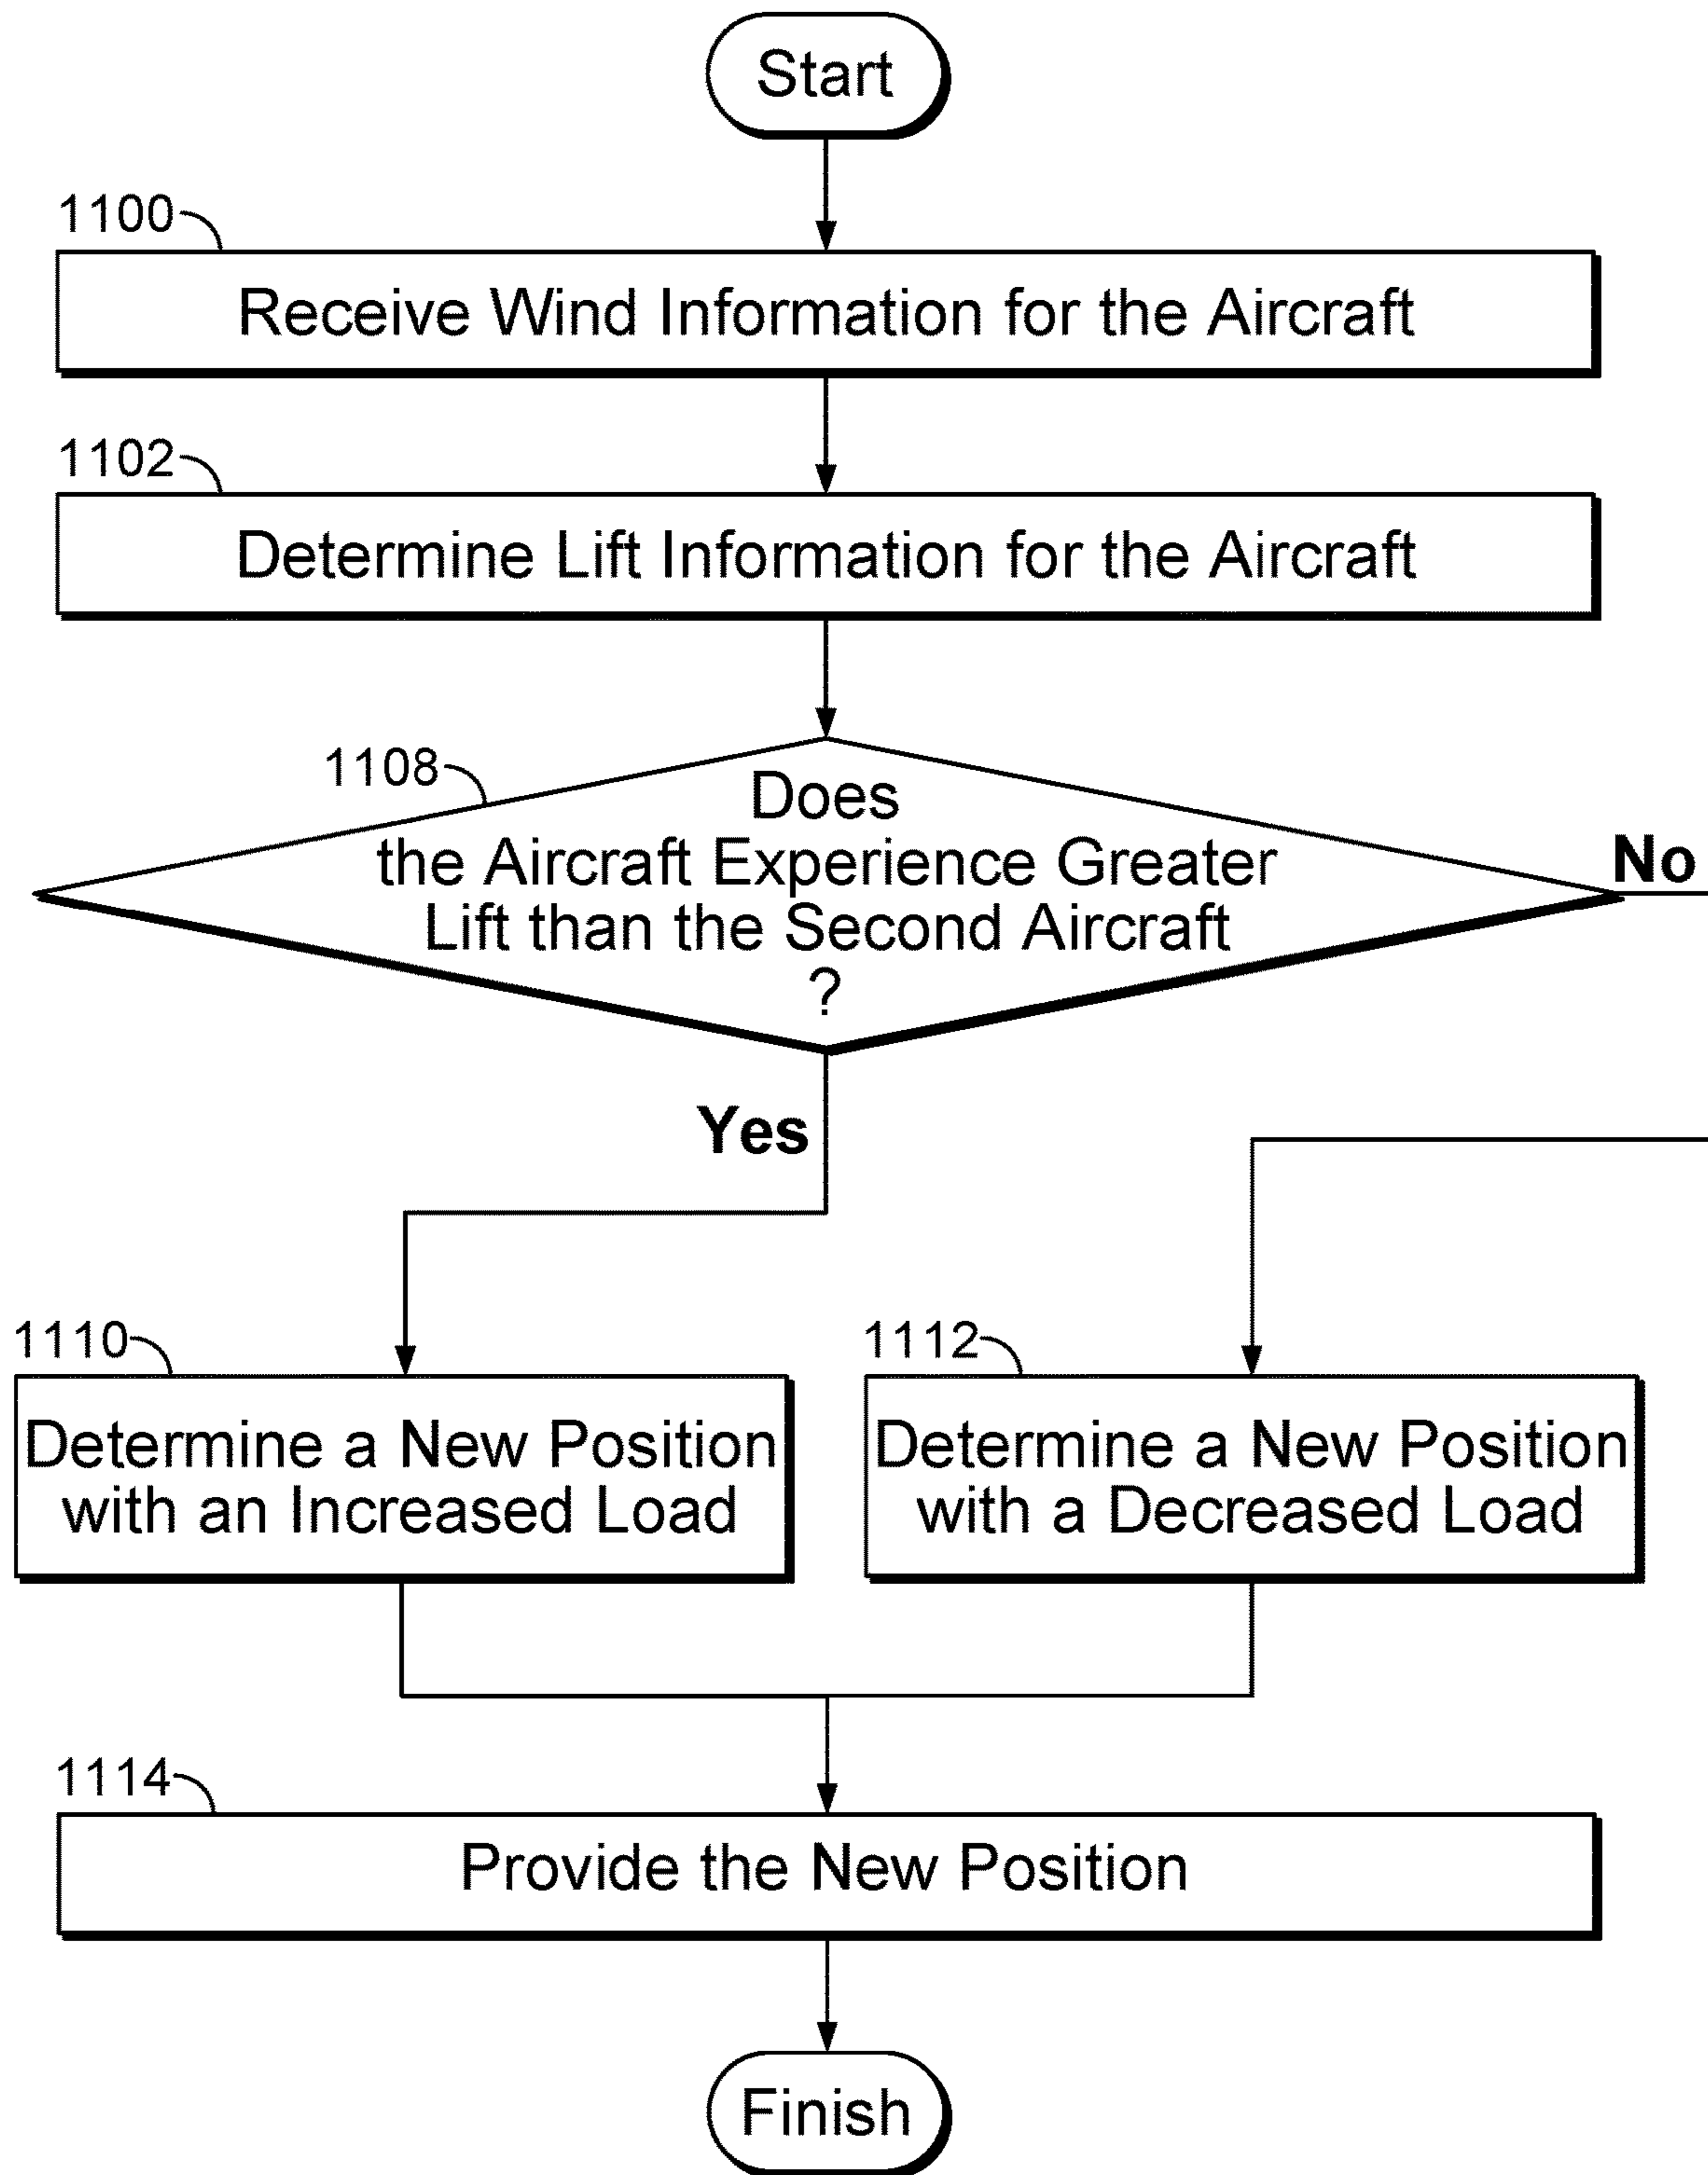 Start
1100
Receive Wind Information for the Aircraft
1102
Determine Lift Information for the Aircraft
1108
Does
the Aircraft Experience Greater
Lift than the Second Aircraft
?
No
Yes
1110
Determine a New Position
with an Increased Load
1112
Determine a New Position
with a Decreased Load
1114
Provide the New Position
Finish